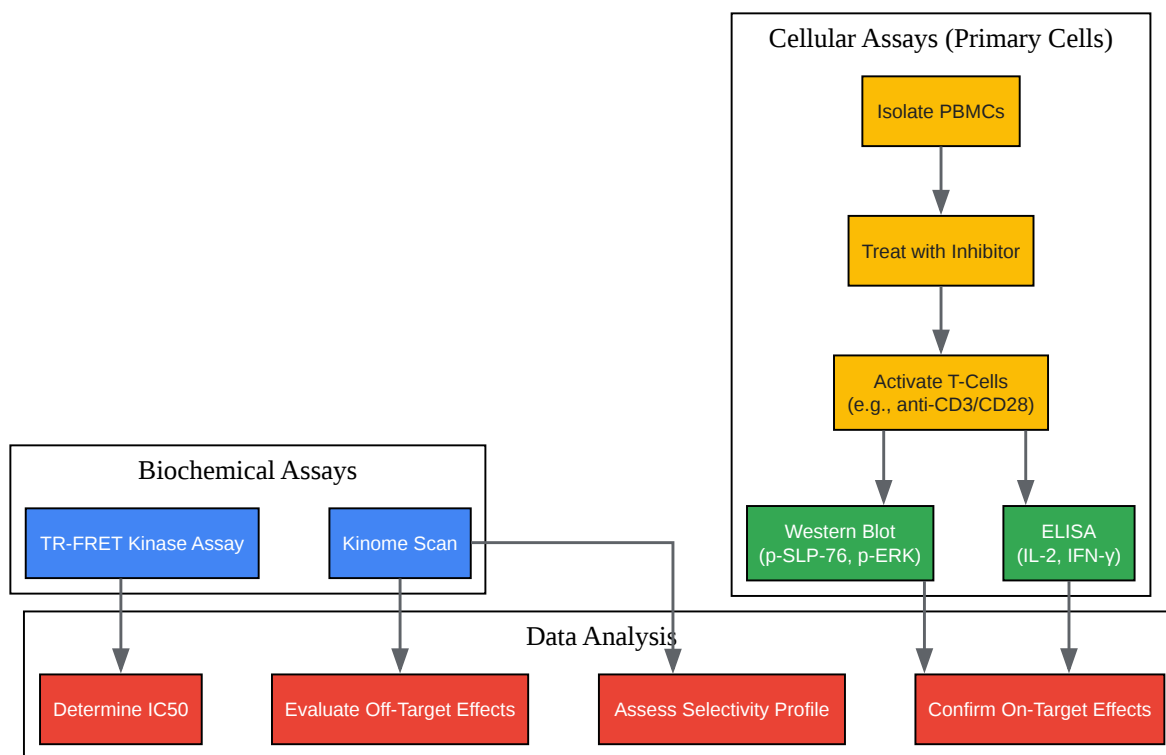 Cellular Assays (Primary Cells)
Isolate PBMCs
Treat with Inhibitor
Activate T-Cells
(e.g., anti-CD3/CD28)
Biochemical Assays
TR-FRET Kinase Assay
Kinome Scan
Western Blot
(p-SLP-76, p-ERK)
ELISA
(IL-2, IFN-γ)
Data Analysis
Determine IC50
Evaluate Off-Target Effects
Assess Selectivity Profile
Confirm On-Target Effects